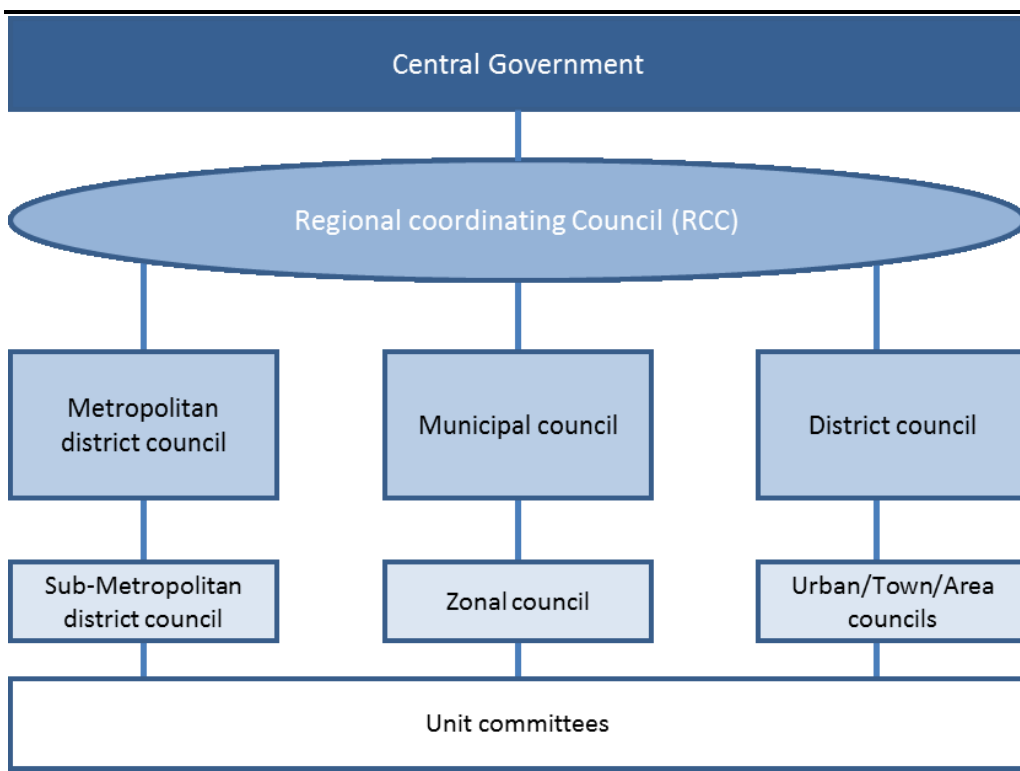 Central Government
Regional coordinating Council (RCC)
Metropolitan
district council
Municipal council
District council
Sub-Metropolitan
district council
Zonal council
Urban/Town/Area
councils
Unit committees